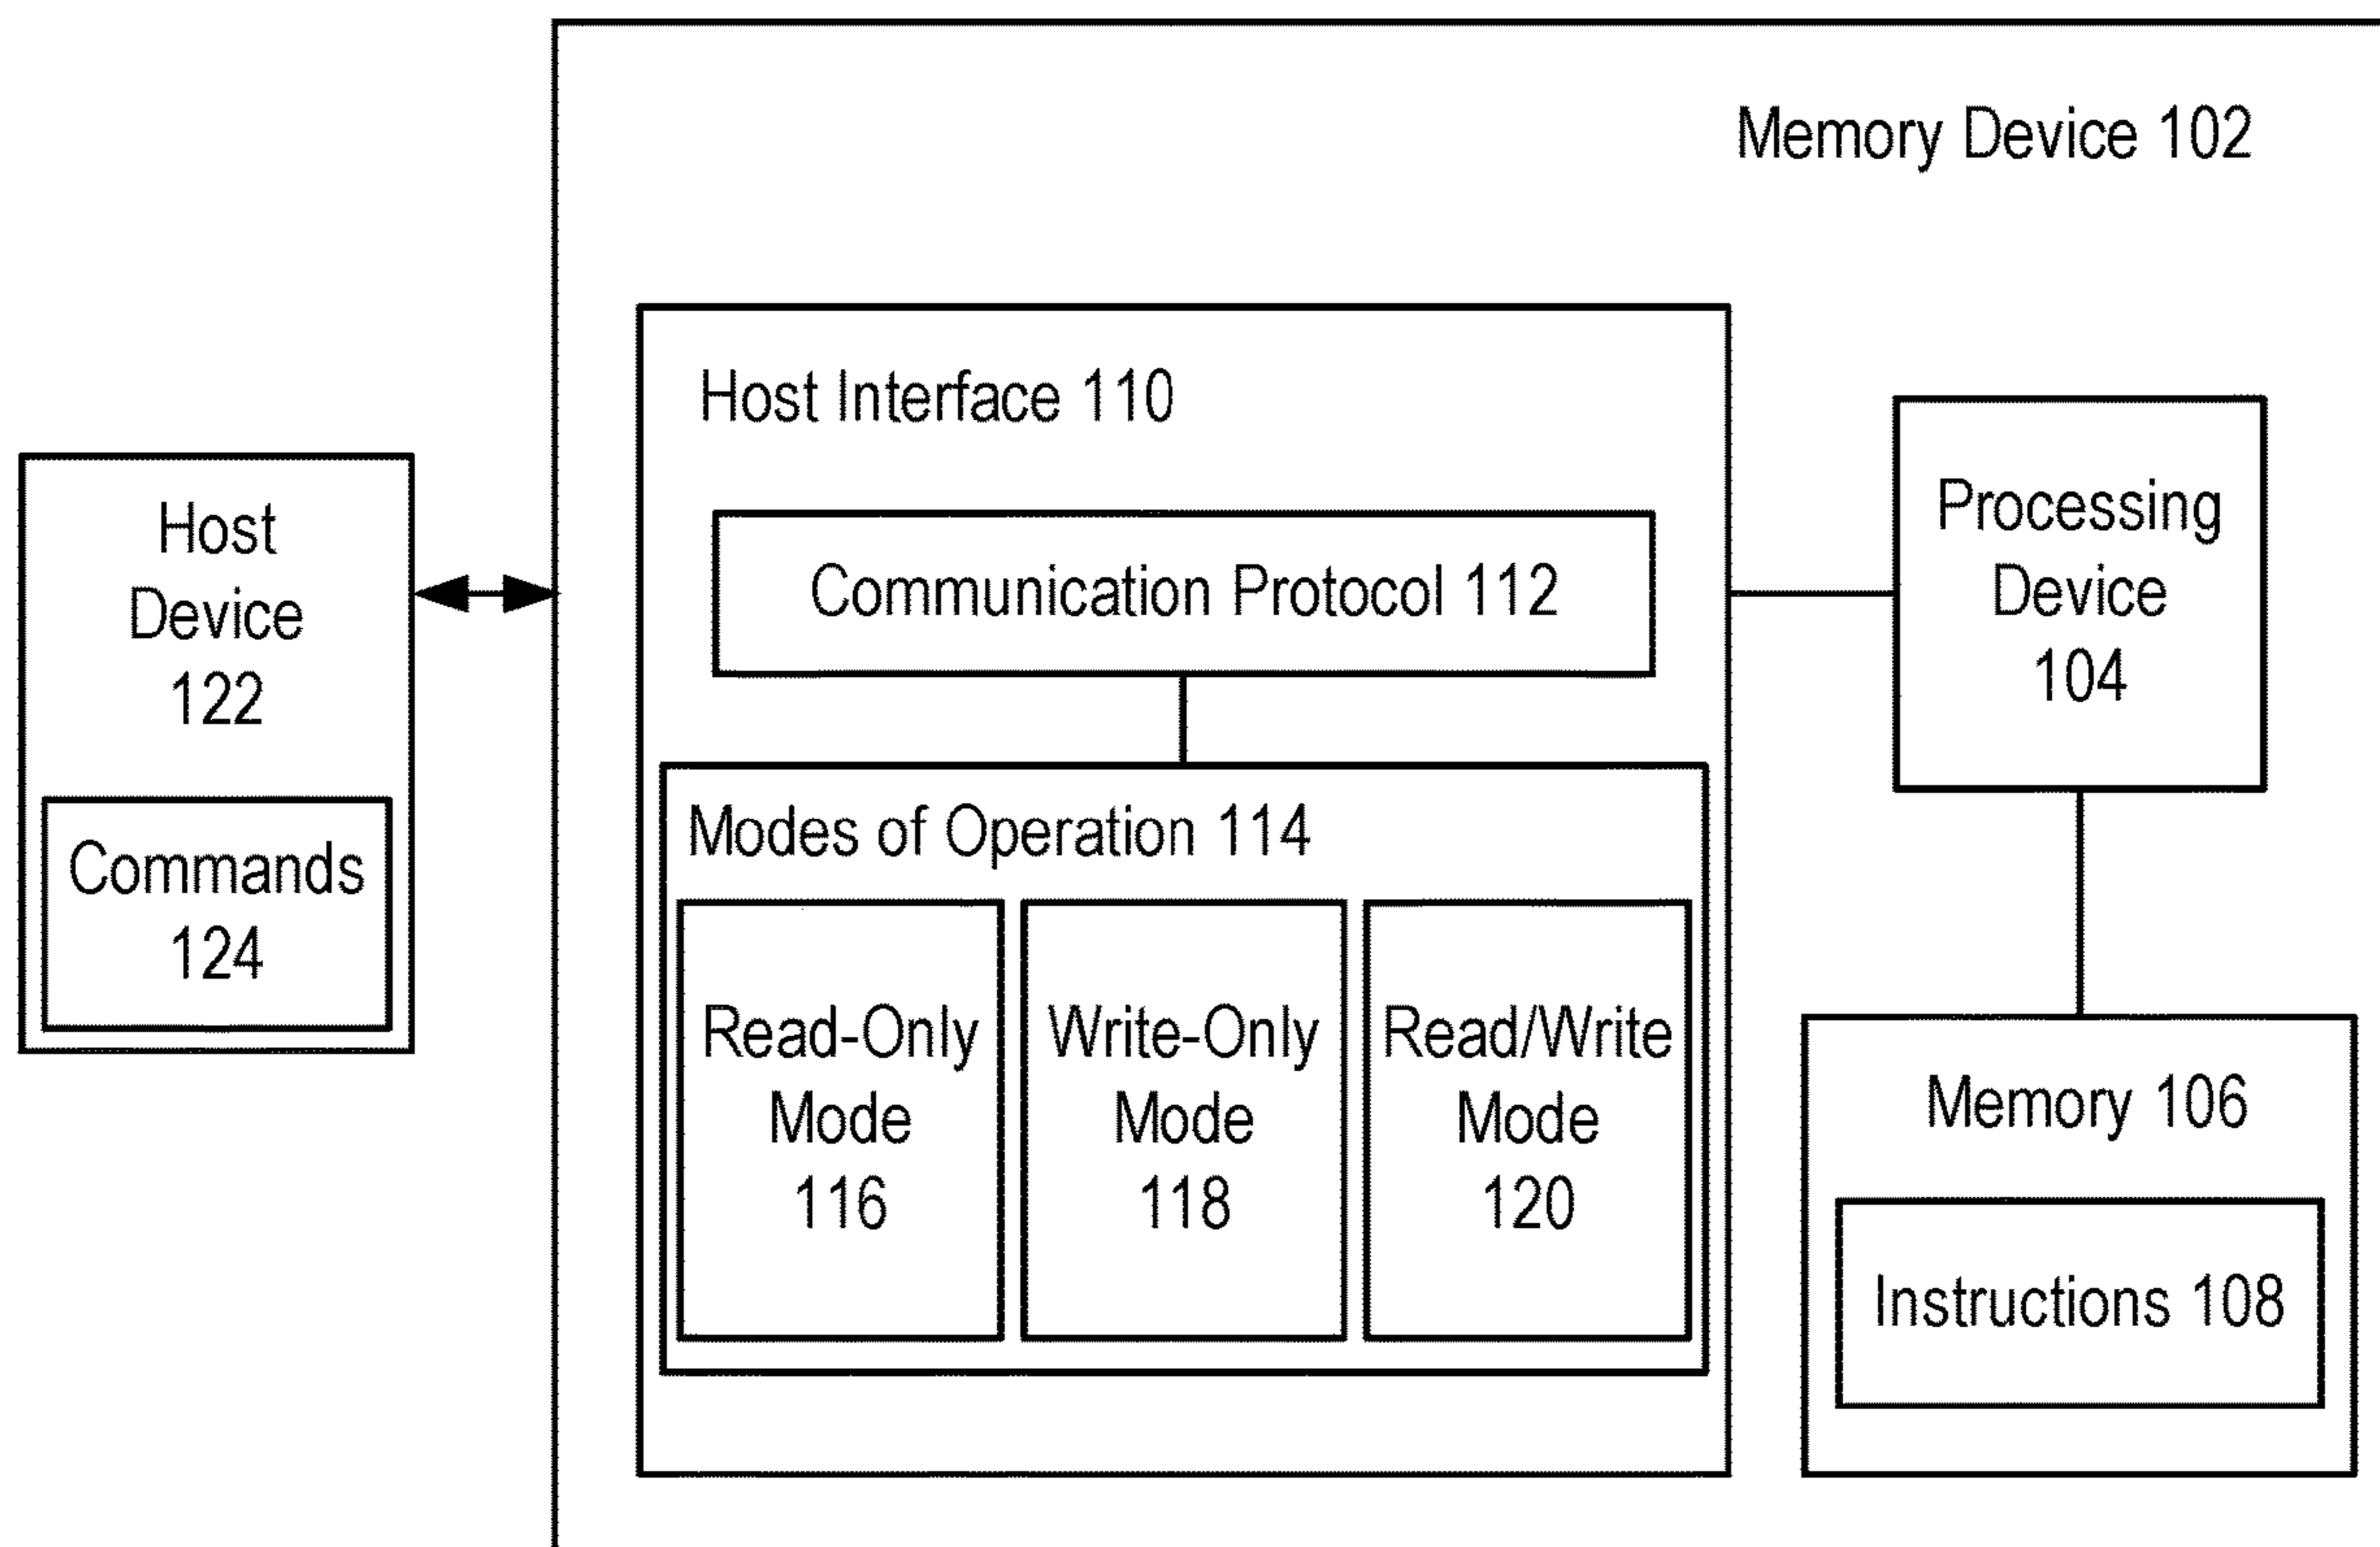 Memory Device 102
Host Interface 110
Host
Device
122
Commands
124
Communication Protocol 112
Modes of Operation 114
Read-Only
Mode
116
Write-Only
Mode
118
Read/Write
Mode
120
Processing
Device
104
Memory 106
Instructions 108